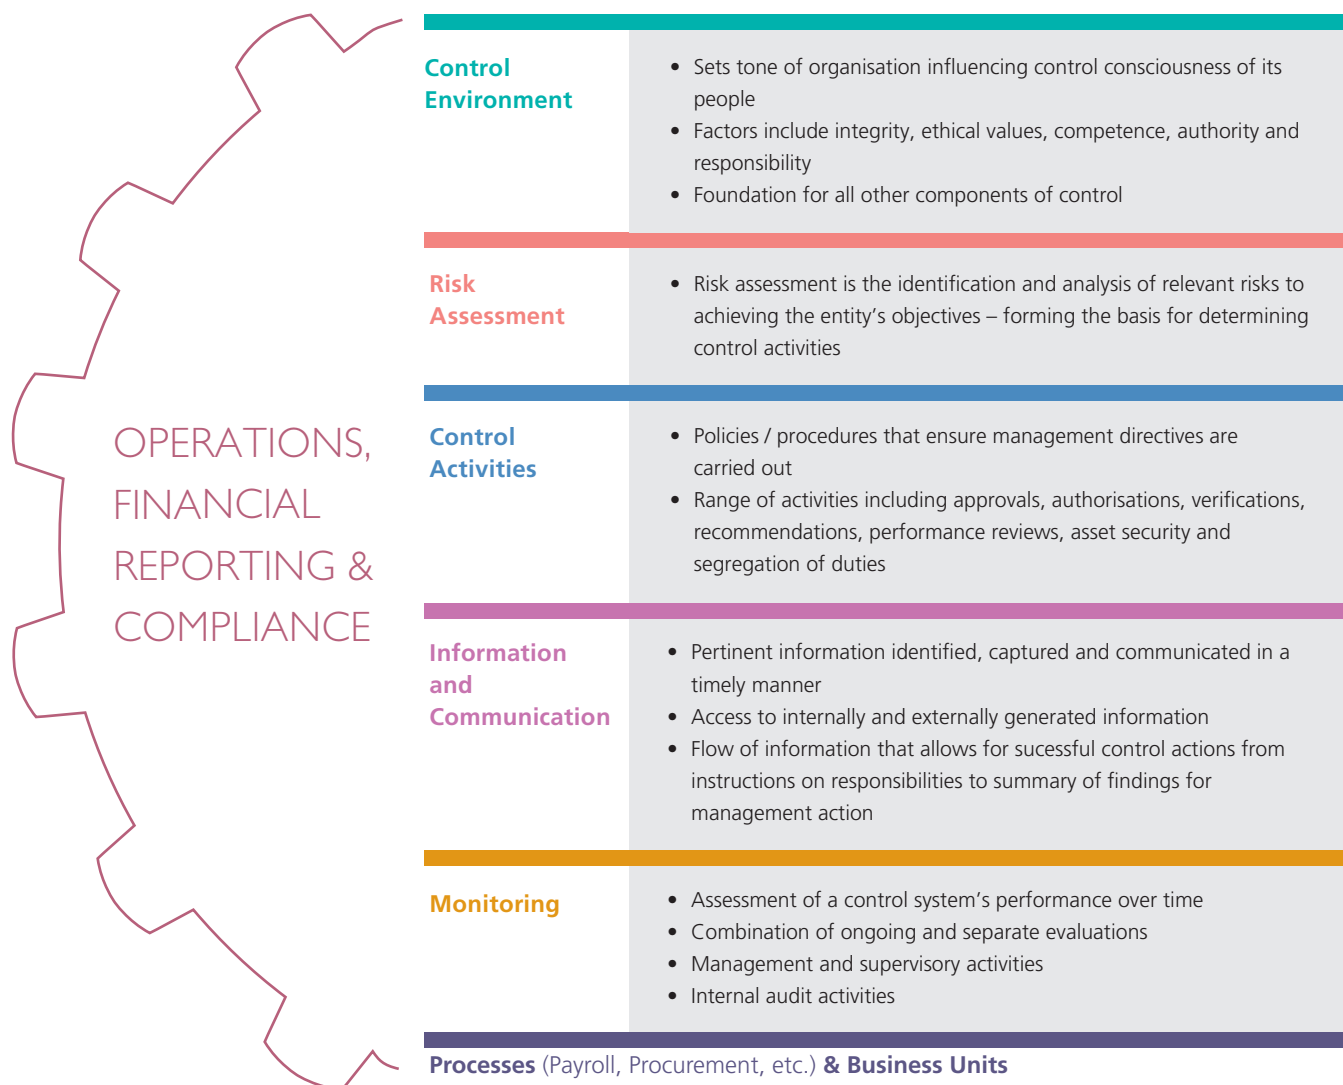 OPERATIONS,
FINANCIAL
REPORTING &
COMPLIANCE
Control
Environment
• Sets tone of organisation influencing control consciousness of its
people
• Factors include integrity, ethical values, competence, authority and
responsibility
• Foundation for all other components of control
Risk
Assessment
• Risk assessment is the identification and analysis of relevant risks to
achieving the entity’s objectives – forming the basis for determining
control activities
Control
Activities
• Policies / procedures that ensure management directives are
carried out
• Range of activities including approvals, authorisations, verifications,
recommendations, performance reviews, asset security and
segregation of duties
Information
and
Communication
• Pertinent information identified, captured and communicated in a
timely manner
• Access to internally and externally generated information
• Flow of information that allows for sucessful control actions from
instructions on responsibilities to summary of findings for
management action
Monitoring
• Assessment of a control system’s performance over time
• Combination of ongoing and separate evaluations
• Management and supervisory activities
• Internal audit activities
Processes (Payroll, Procurement, etc.) & Business Units